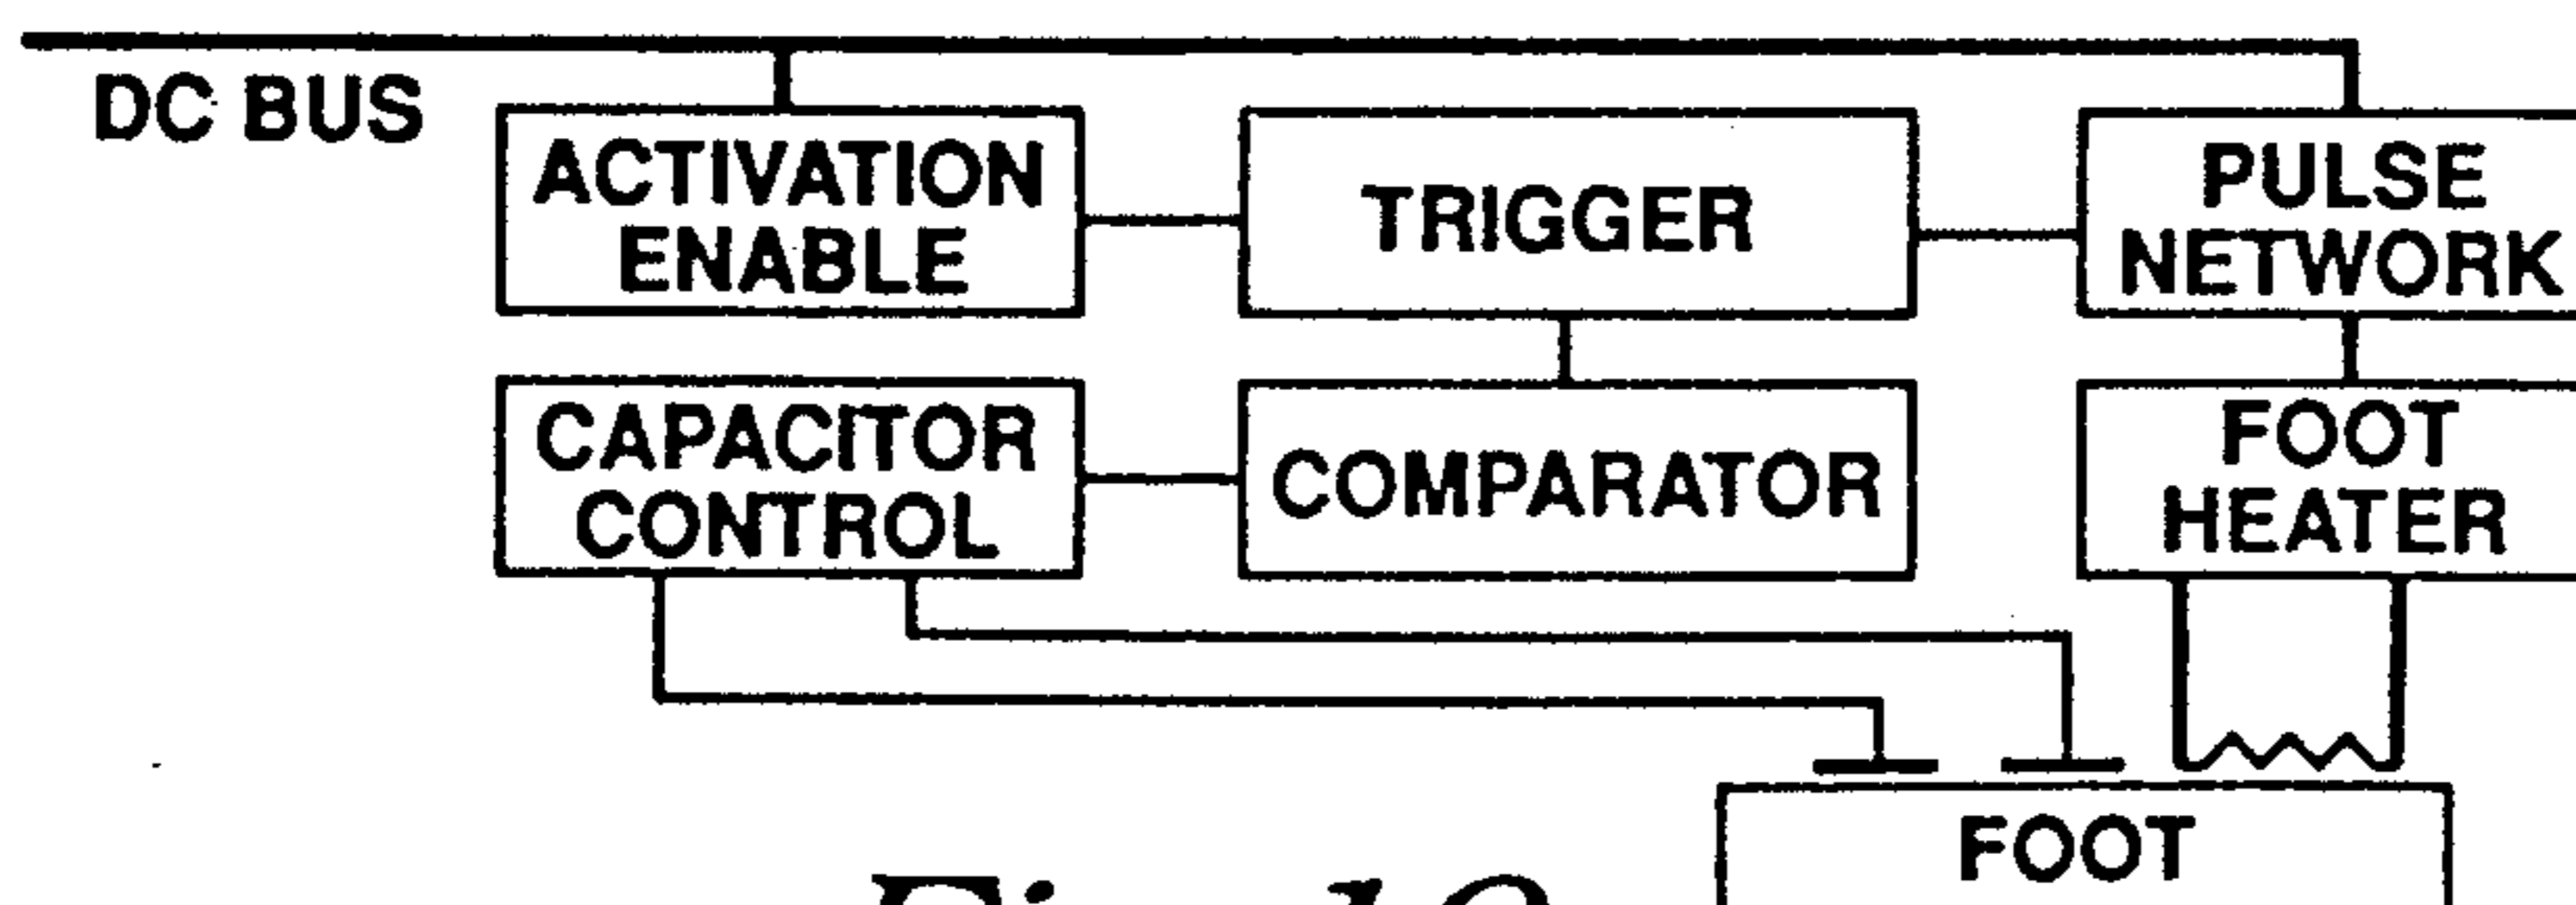 DC BUS
ACTIVATION
ENABLE
TRIGGER
PULSE
NETWORK
CAPACITOR
CONTROL
COMPARATOR
FOOT
HEATER
FOOT